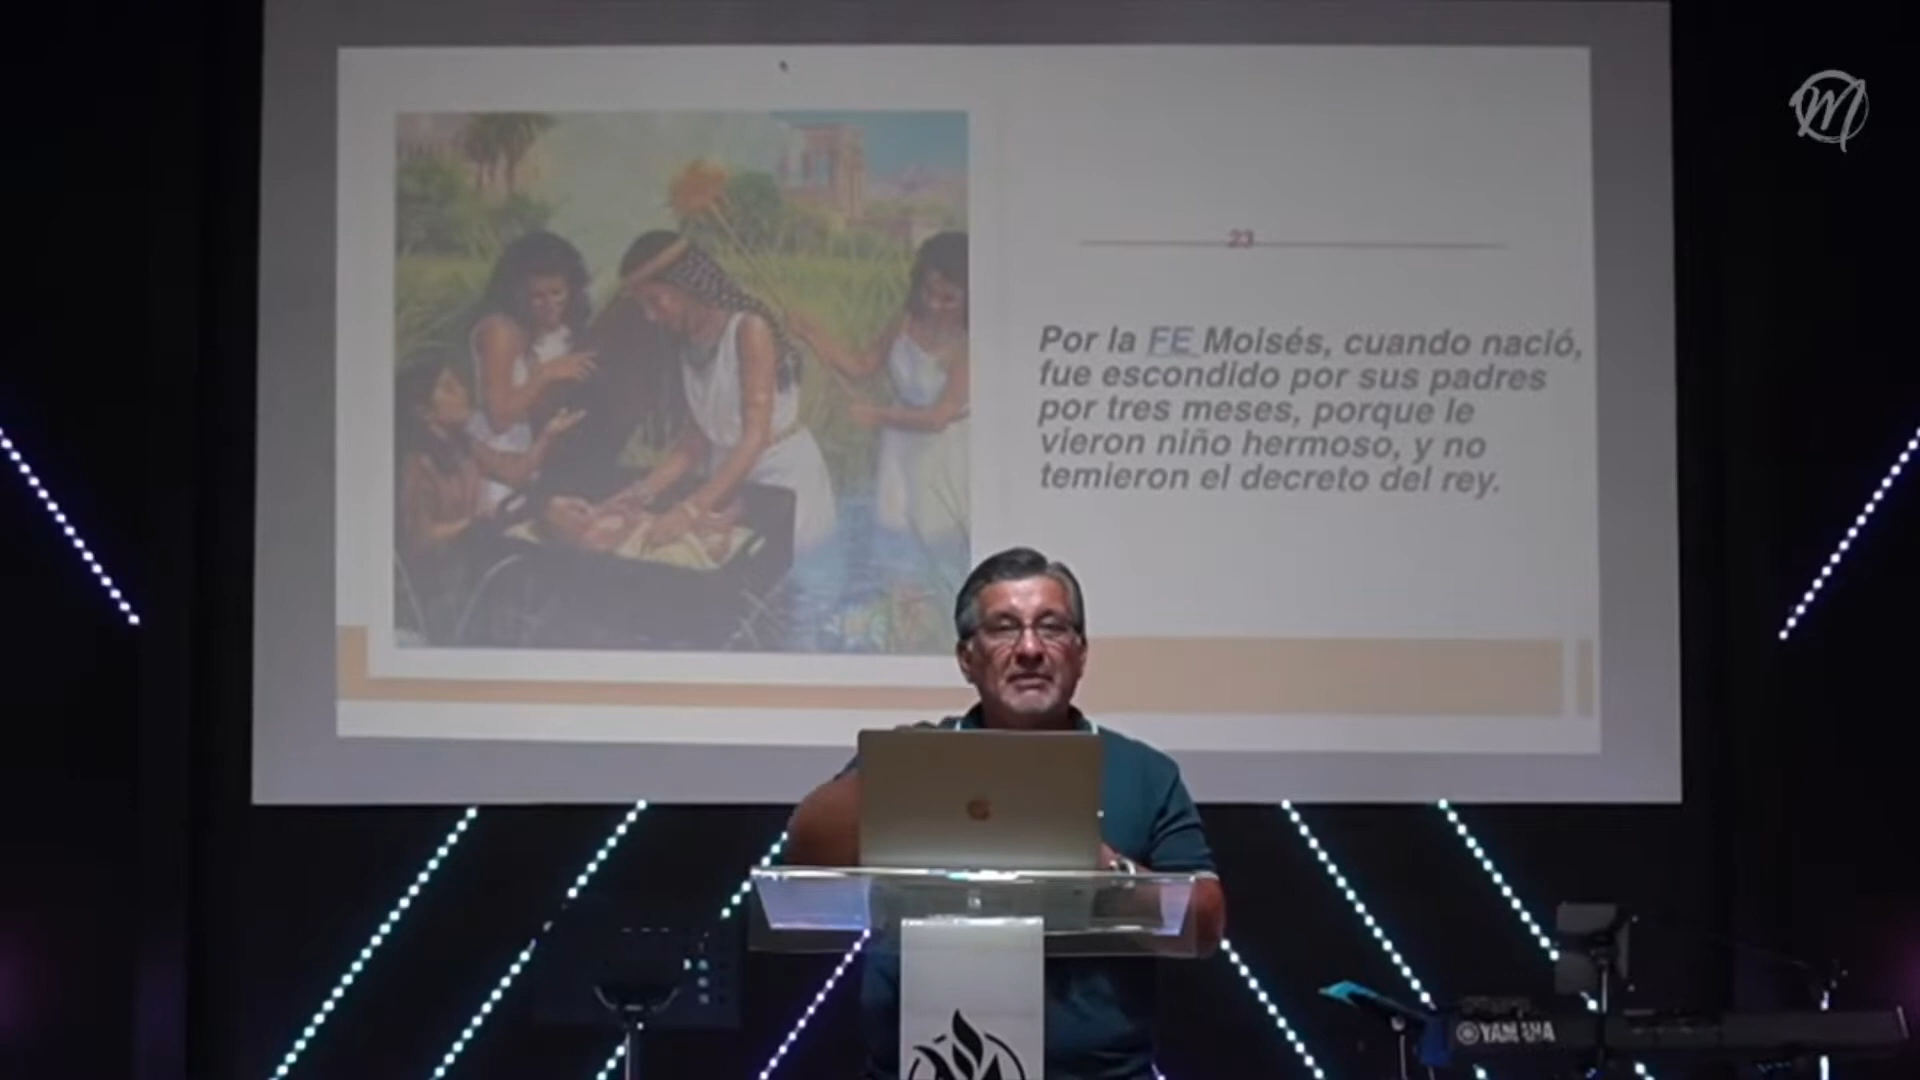 23
Por la FE Moisés, cuando nació,
fue escondido por sus padres
por tres meses, porque le
vieron niño hermoso, y no
temieron el decreto del rey.
M
YAMAHA